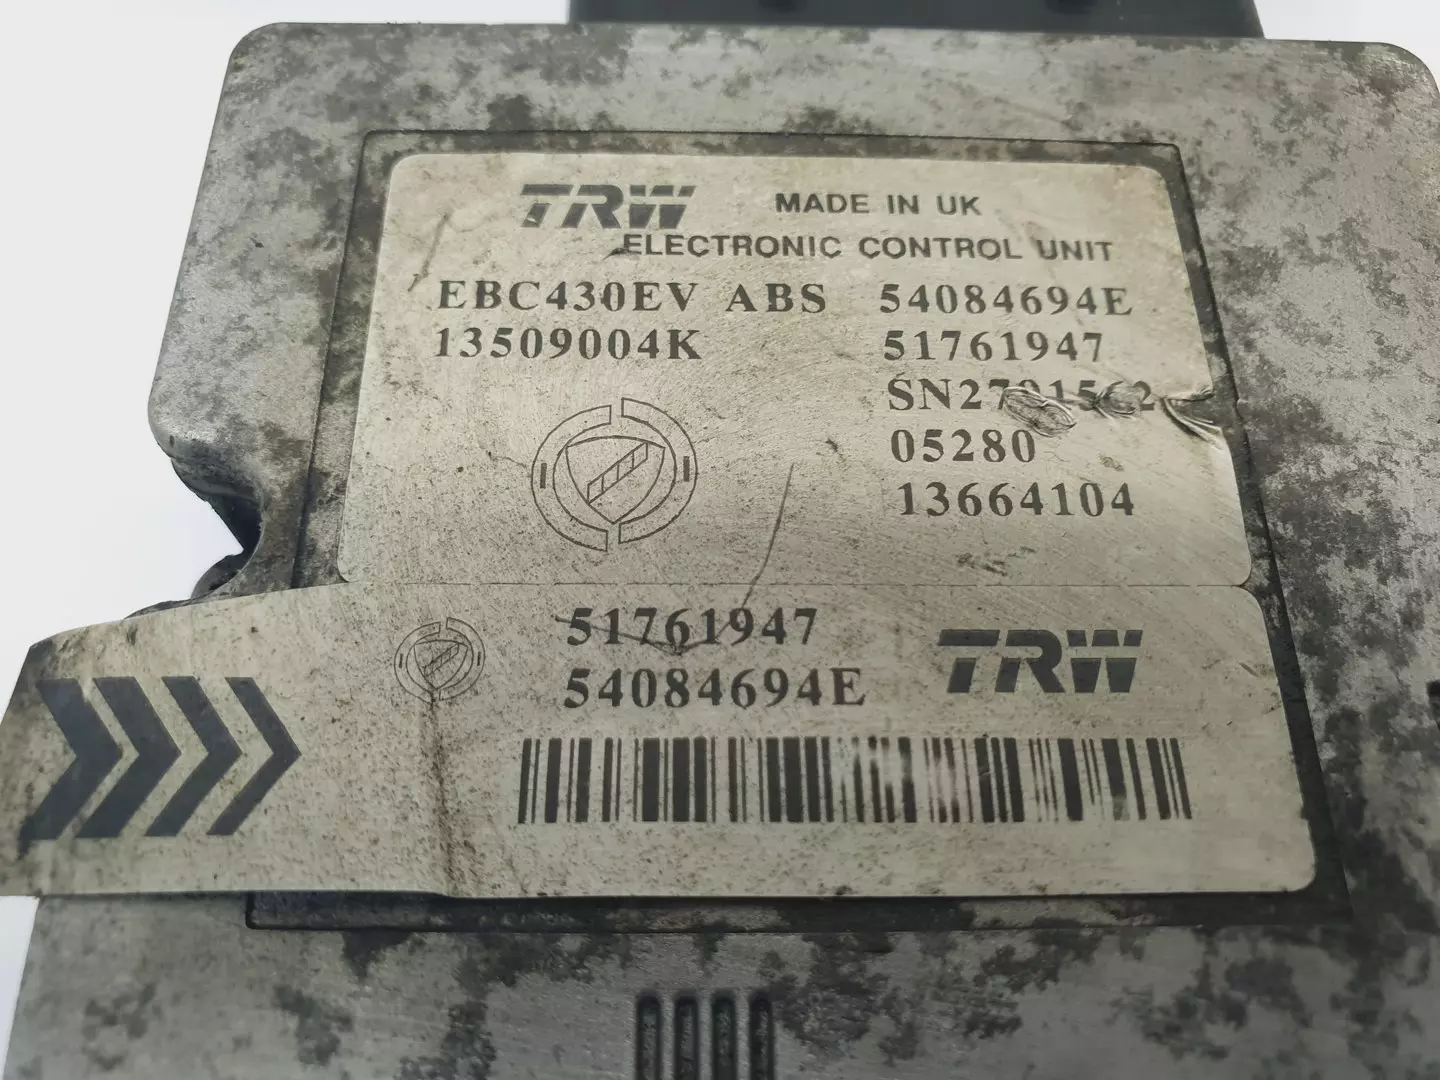 TRW MADE IN UK
ELECTRONIC CONTROL UNIT
EBC430EV ABS 54084694E
13509004K 51761947
05280
13664104
51761947
54084694E TRW